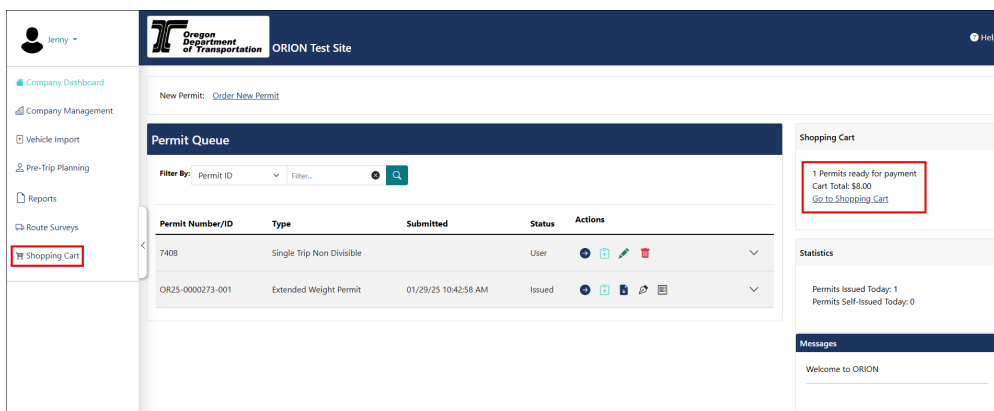 Jenny
Oregon
Department
of Transportation
ORION Test Site
Company Dashboard
Company Management
Vehicle Import
Pre-Trip Planning
Reports
Route Surveys
Shopping Cart
New Permit: Order New Permit
Permit Queue
Filter By: Permit ID Filter...
Permit Number/ID Type Submitted Status Actions
7408 Single Trip Non Divisible User
OR25-0000273-001 Extended Weight Permit 01/29/25 10:42:58 AM Issued
Shopping Cart
1 Permits ready for payment
Cart Total: $8.00
Go to Shopping Cart
Statistics
Permits Issued Today: 1
Permits Self-Issued Today: 0
Messages
Welcome to ORION